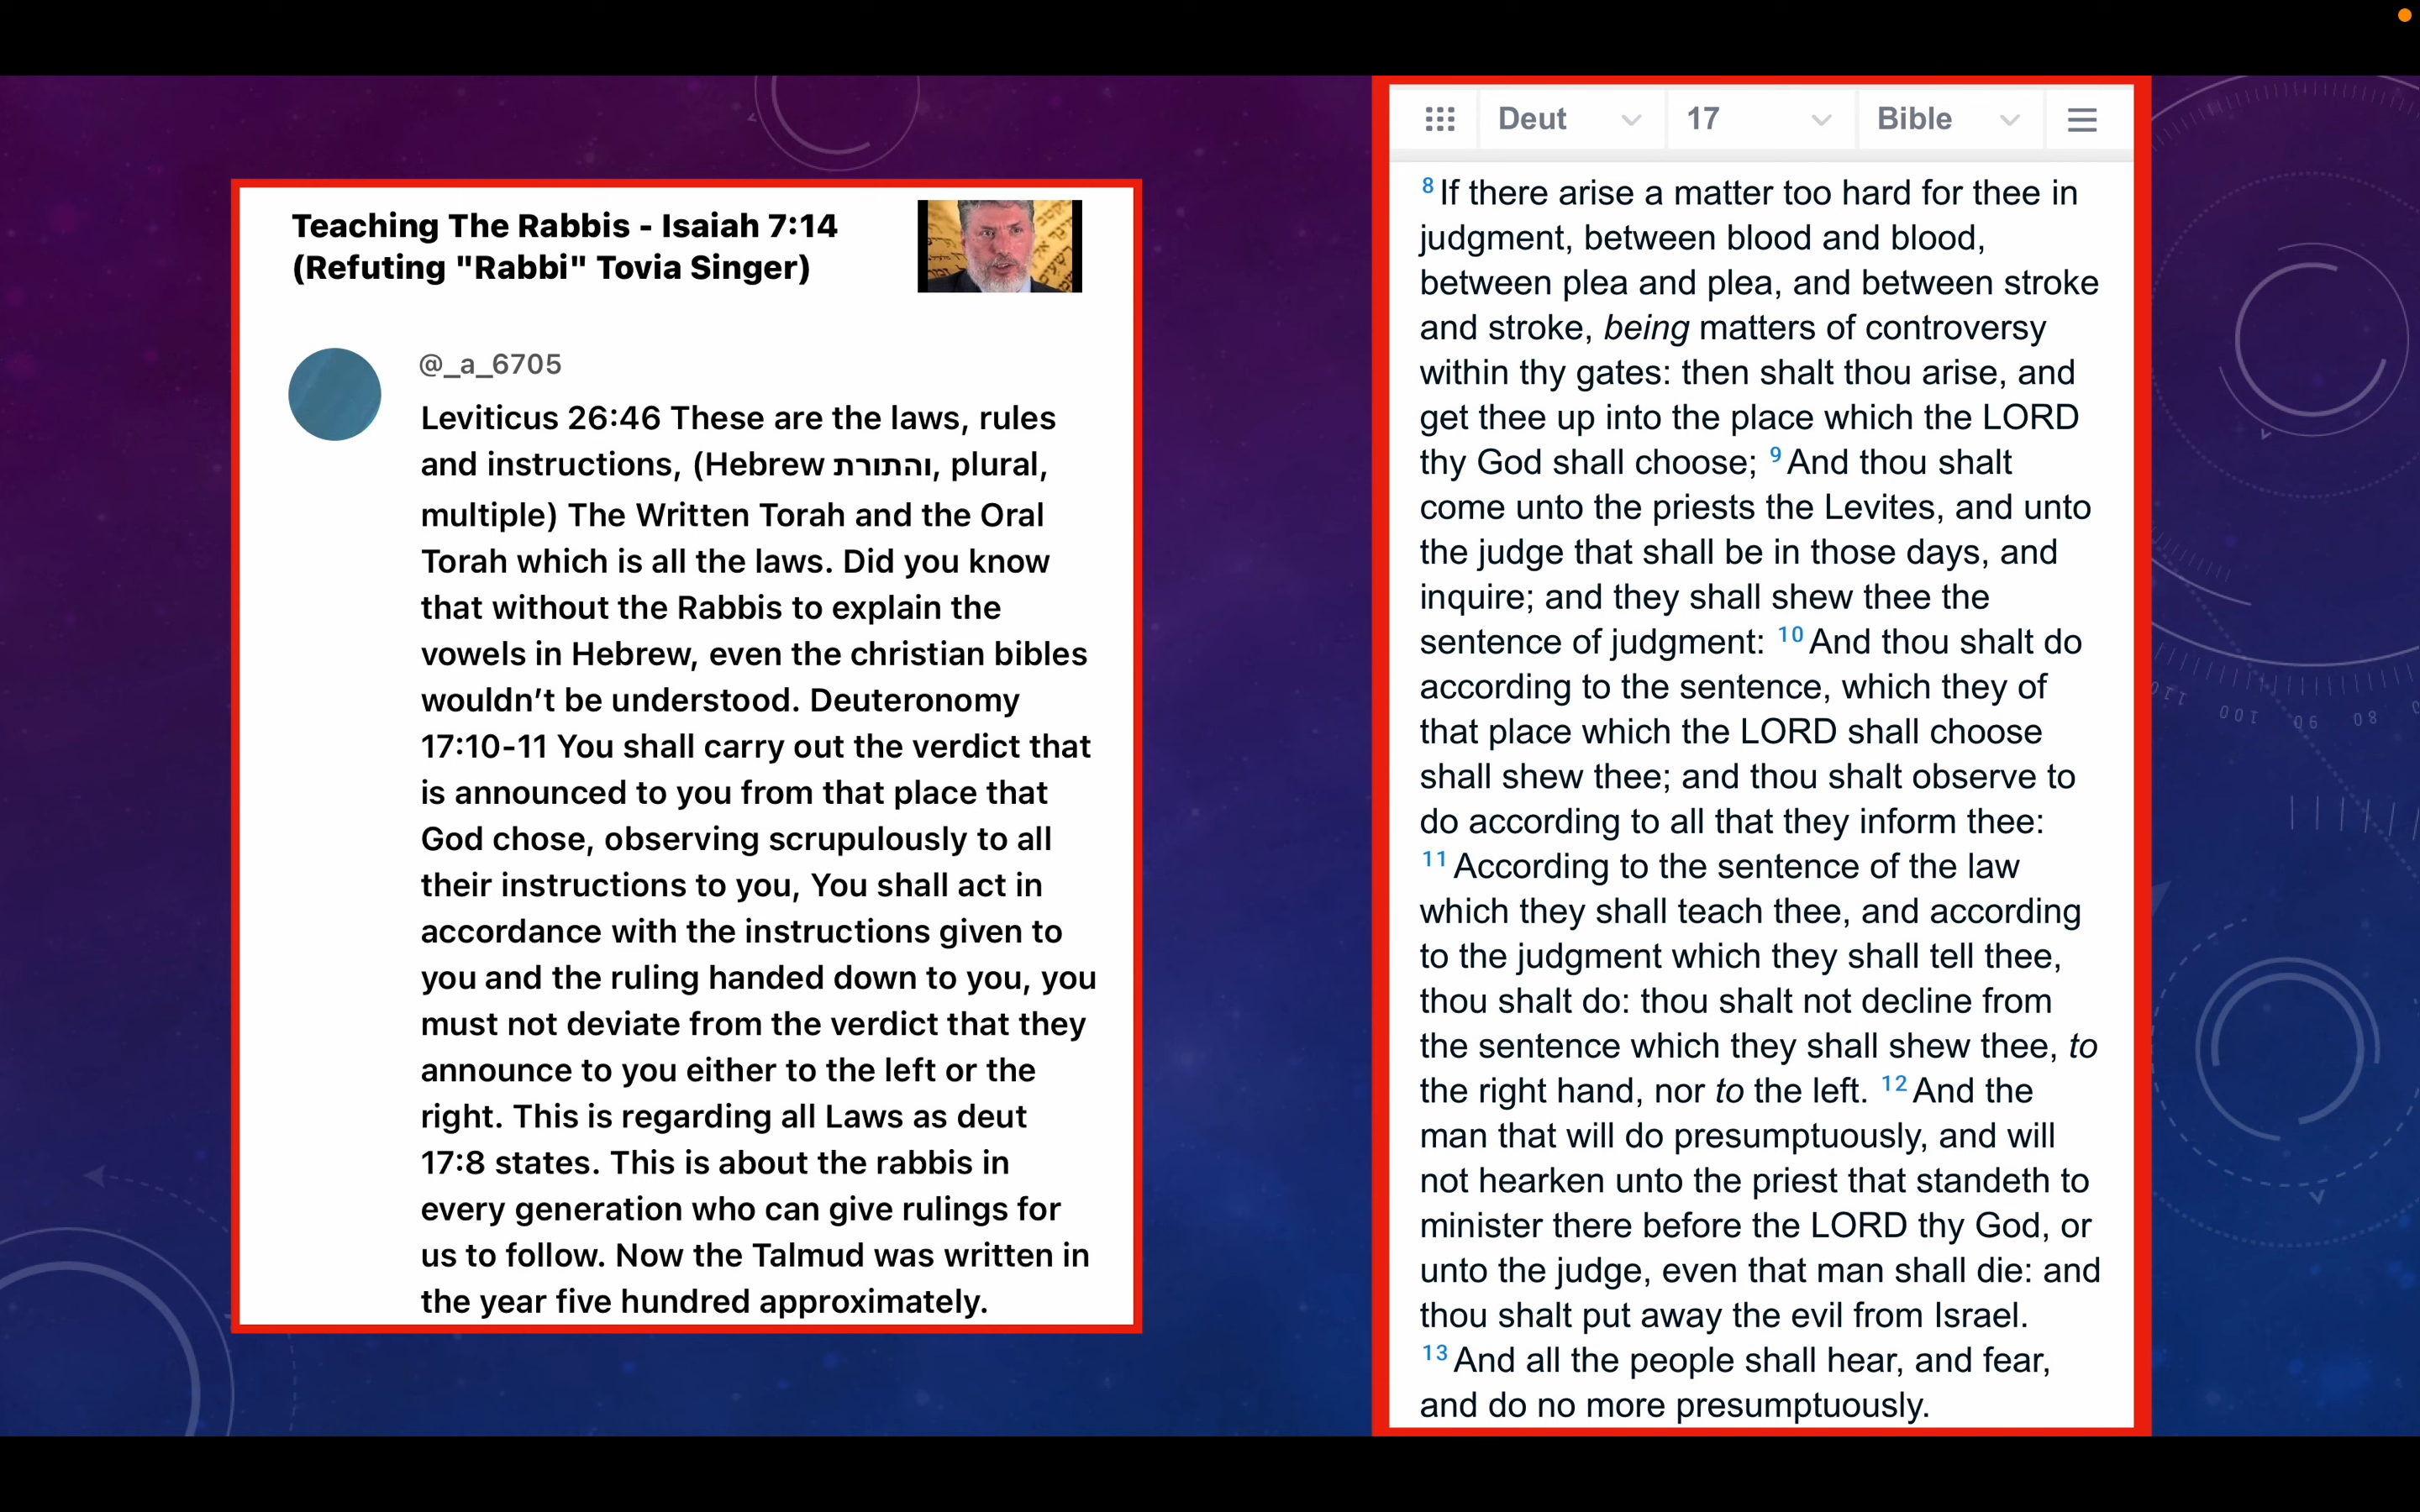 Teaching The Rabbis - Isaiah 7:14
(Refuting "Rabbi" Tovia Singer)
@_a_6705
Leviticus 26:46 These are the laws, rules
and instructions, (Hebrew והתורת, plural,
multiple) The Written Torah and the Oral
Torah which is all the laws. Did you know
that without the Rabbis to explain the
vowels in Hebrew, even the christian bibles
wouldn’t be understood. Deuteronomy
17:10-11 You shall carry out the verdict that
is announced to you from that place that
God chose, observing scrupulously to all
their instructions to you, You shall act in
accordance with the instructions given to
you and the ruling handed down to you, you
must not deviate from the verdict that they
announce to you either to the left or the
right. This is regarding all Laws as deut
17:8 states. This is about the rabbis in
every generation who can give rulings for
us to follow. Now the Talmud was written in
the year five hundred approximately.
Deut 17 Bible
8 If there arise a matter too hard for thee in
judgment, between blood and blood,
between plea and plea, and between stroke
and stroke, being matters of controversy
within thy gates: then shalt thou arise, and
get thee up into the place which the LORD
thy God shall choose; 9 And thou shalt
come unto the priests the Levites, and unto
the judge that shall be in those days, and
inquire; and they shall shew thee the
sentence of judgment: 10 And thou shalt do
according to the sentence, which they of
that place which the LORD shall choose
shall shew thee; and thou shalt observe to
do according to all that they inform thee:
11 According to the sentence of the law
which they shall teach thee, and according
to the judgment which they shall tell thee,
thou shalt do: thou shalt not decline from
the sentence which they shall shew thee, to
the right hand, nor to the left. 12 And the
man that will do presumptuously, and will
not hearken unto the priest that standeth to
minister there before the LORD thy God, or
unto the judge, even that man shall die: and
thou shalt put away the evil from Israel.
13 And all the people shall hear, and fear,
and do no more presumptuously.
110 100 90 80